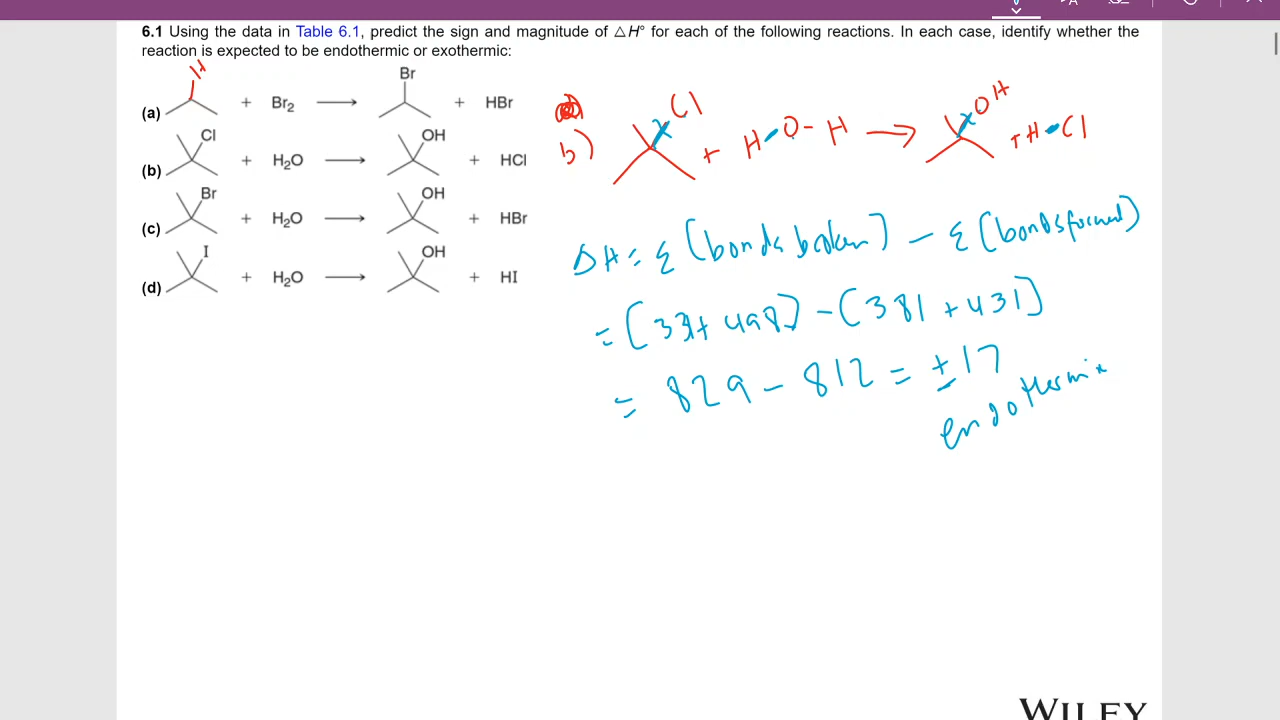 6.1 Using the data in Table 6.1, predict the sign and magnitude of △H° for each of the following reactions. In each case, identify whether the
reaction is expected to be endothermic or exothermic:
(a) H + Br₂ ⟶ Br + HBr
(b) Cl + H₂O ⟶ OH + HCl
(c) Br + H₂O ⟶ OH + HBr
(d) I + H₂O ⟶ OH + HI
b) Cl + H-O-H → OH + H-Cl
ΔH = Σ (bonds broken) - Σ (bonds formed)
= (331 + 498) - (381 + 431)
= 829 - 812 = +17
endothermic
WILEY